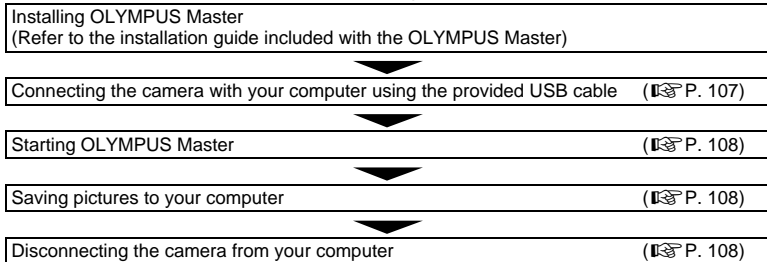 Installing OLYMPUS Master
(Refer to the installation guide included with the OLYMPUS Master)
Connecting the camera with your computer using the provided USB cable (☞P. 107)
Starting OLYMPUS Master (☞P. 108)
Saving pictures to your computer (☞P. 108)
Disconnecting the camera from your computer (☞P. 108)